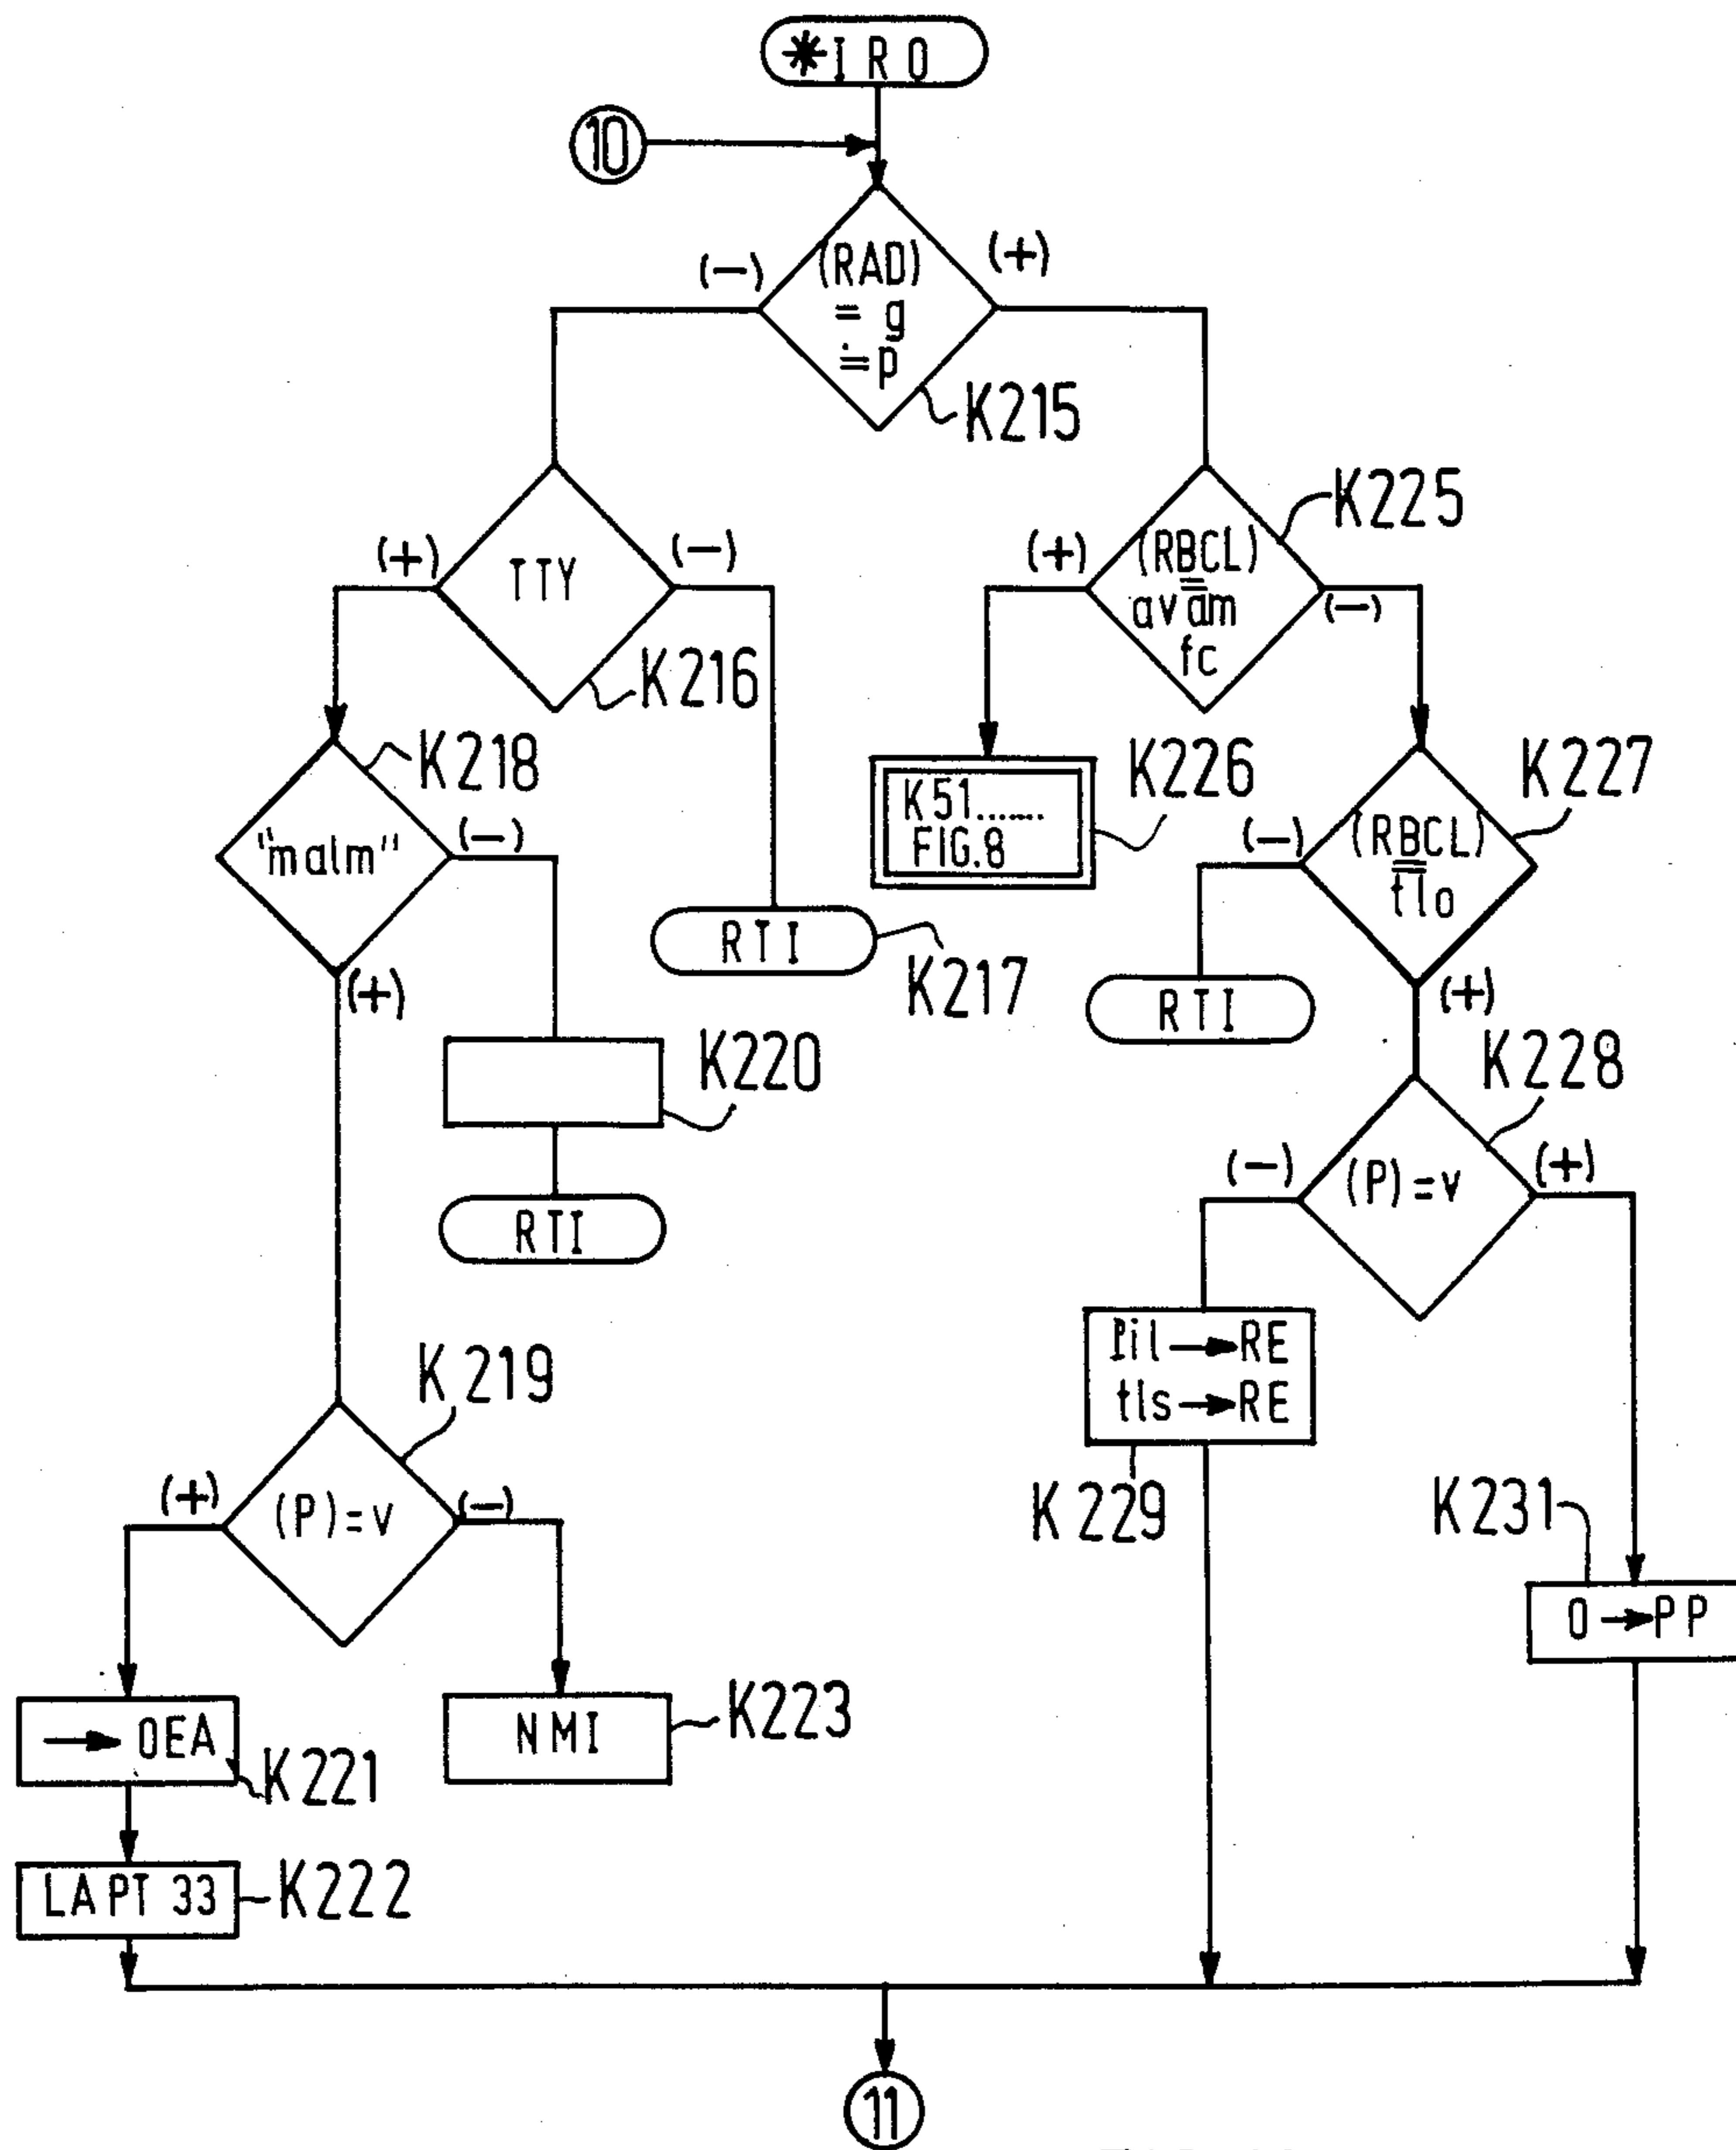 *IRQ
10
(-)
(RAD)
= g
≐p
(+)
K215
(+)
TTY
(-)
K216
(+)
(RBCL)
=
av am
fc
(-)
K225
K218
"malm"
(-)
(+)
K51......
FIG.8
K226
(-)
(RBCL)
=
tlo
(+)
K227
RTI
K217
RTI
K220
RTI
K228
(-)
(P)=v
(+)
K219
(+)
(P)=v
(-)
→RE
tls→RE
K229
K231
0→PP
→OEA
K221
NMI
K223
LAPT 33
K222
11